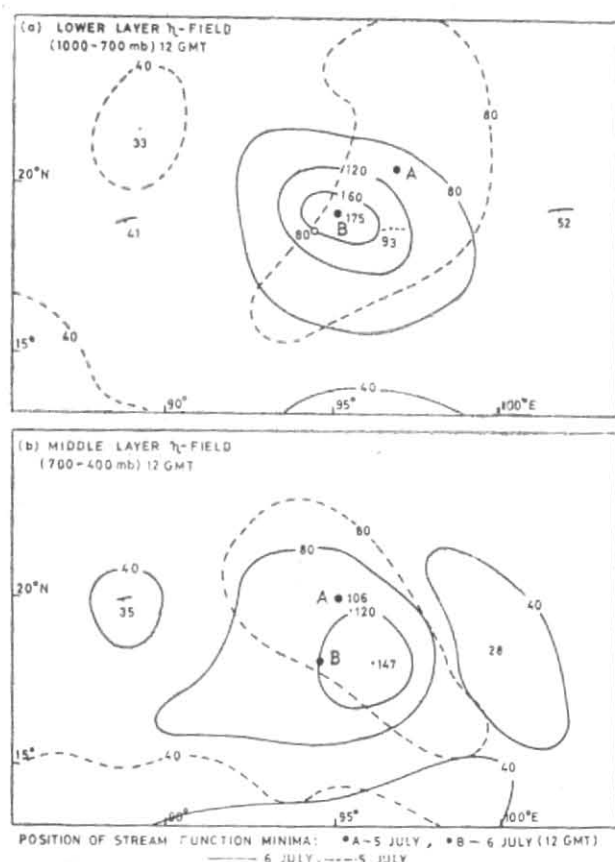 (a) LOWER LAYER η-FIELD
(1000-700 mb) 12 GMT
40
80
33
20°N
120
A
160
80
175
41
80
B
93
52
15°
40
40
90°
95°
100°E
(b) MIDDLE LAYER η-FIELD
(700-400 mb) 12 GMT
80
40
80
20°N
35
A
106
120
40
B
147
28
15°
40
40
90°
95°
100°E
POSITION OF STREAM FUNCTION MINIMA: •A-5 JULY, •B-6 JULY (12 GMT)
—— 6 JULY, ---- 5 JULY